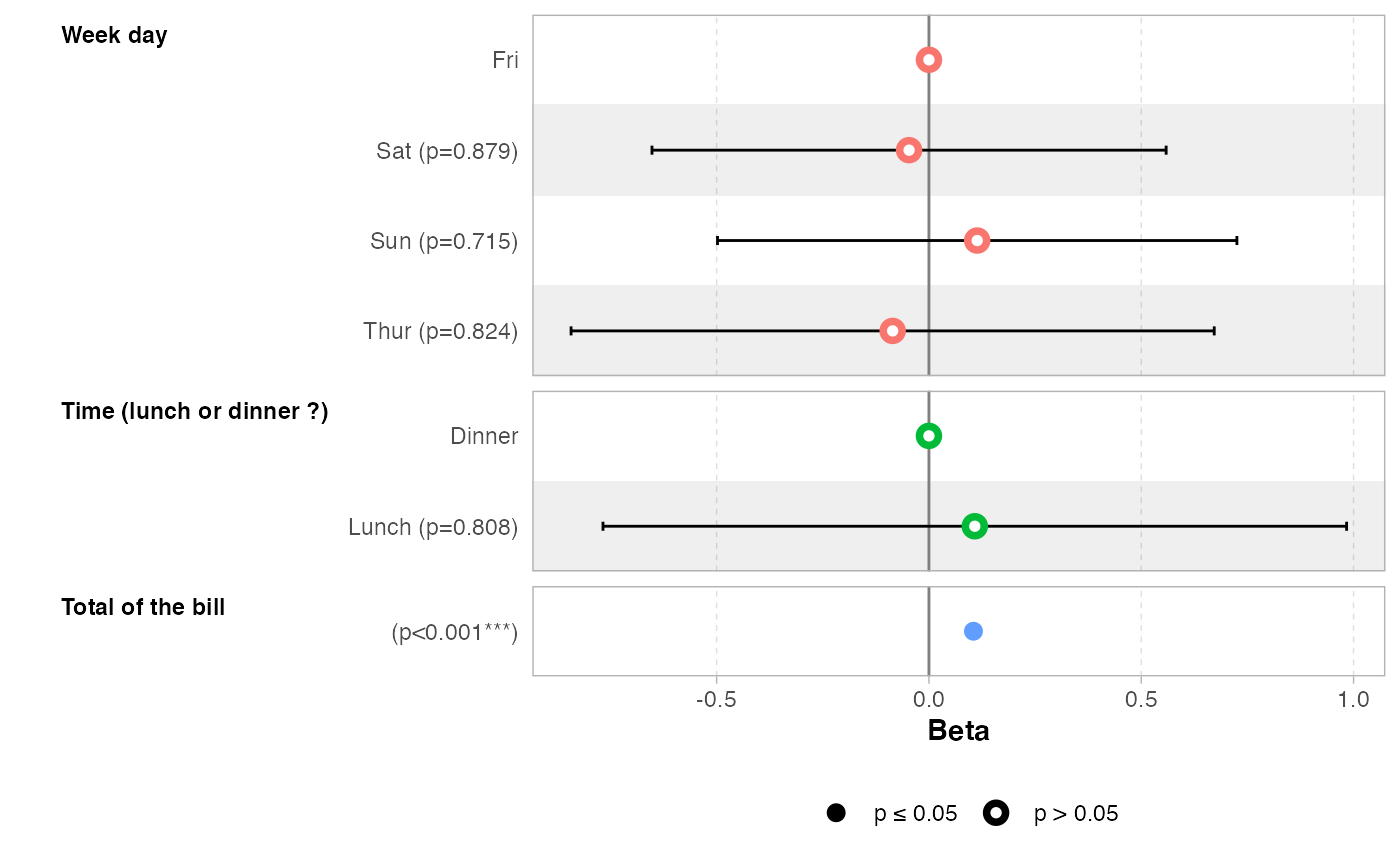 Week day
Fri
Sat (p=0.879)
Sun (p=0.715)
Thur (p=0.824)
Time (lunch or dinner ?)
Dinner
Lunch (p=0.808)
Total of the bill
(p<0.001***)
-0.5 0.0 0.5 1.0
Beta
p ≤ 0.05 p > 0.05